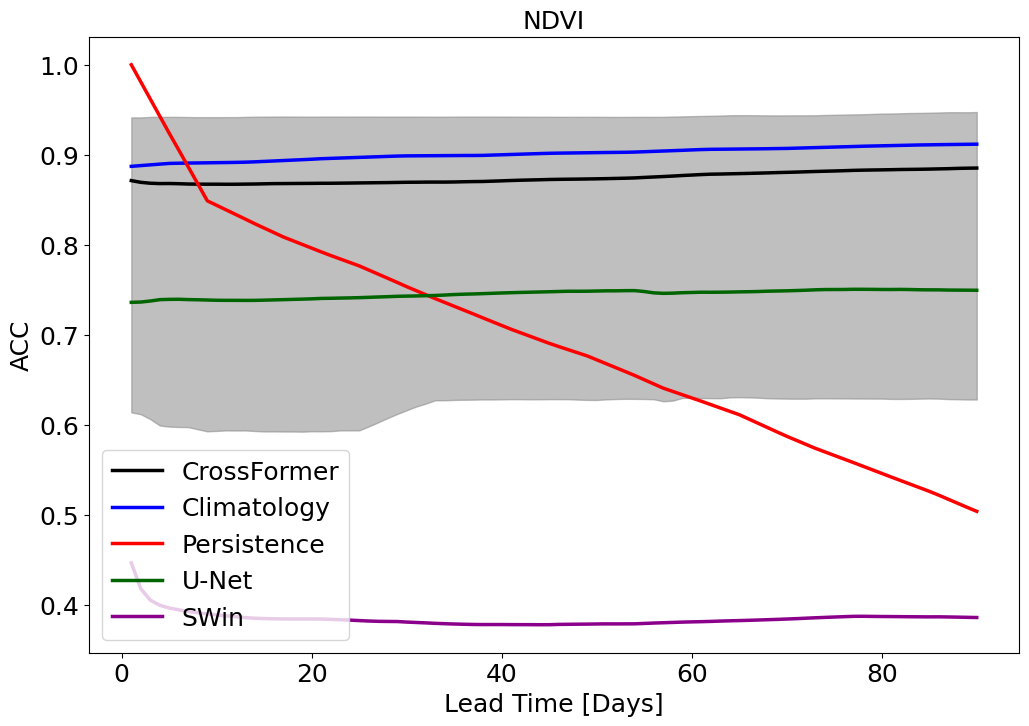 NDVI
ACC
1.0
0.9
0.8
0.7
0.6
0.5
0.4
CrossFormer
Climatology
Persistence
U-Net
SWin
0
20
40
60
80
Lead Time [Days]